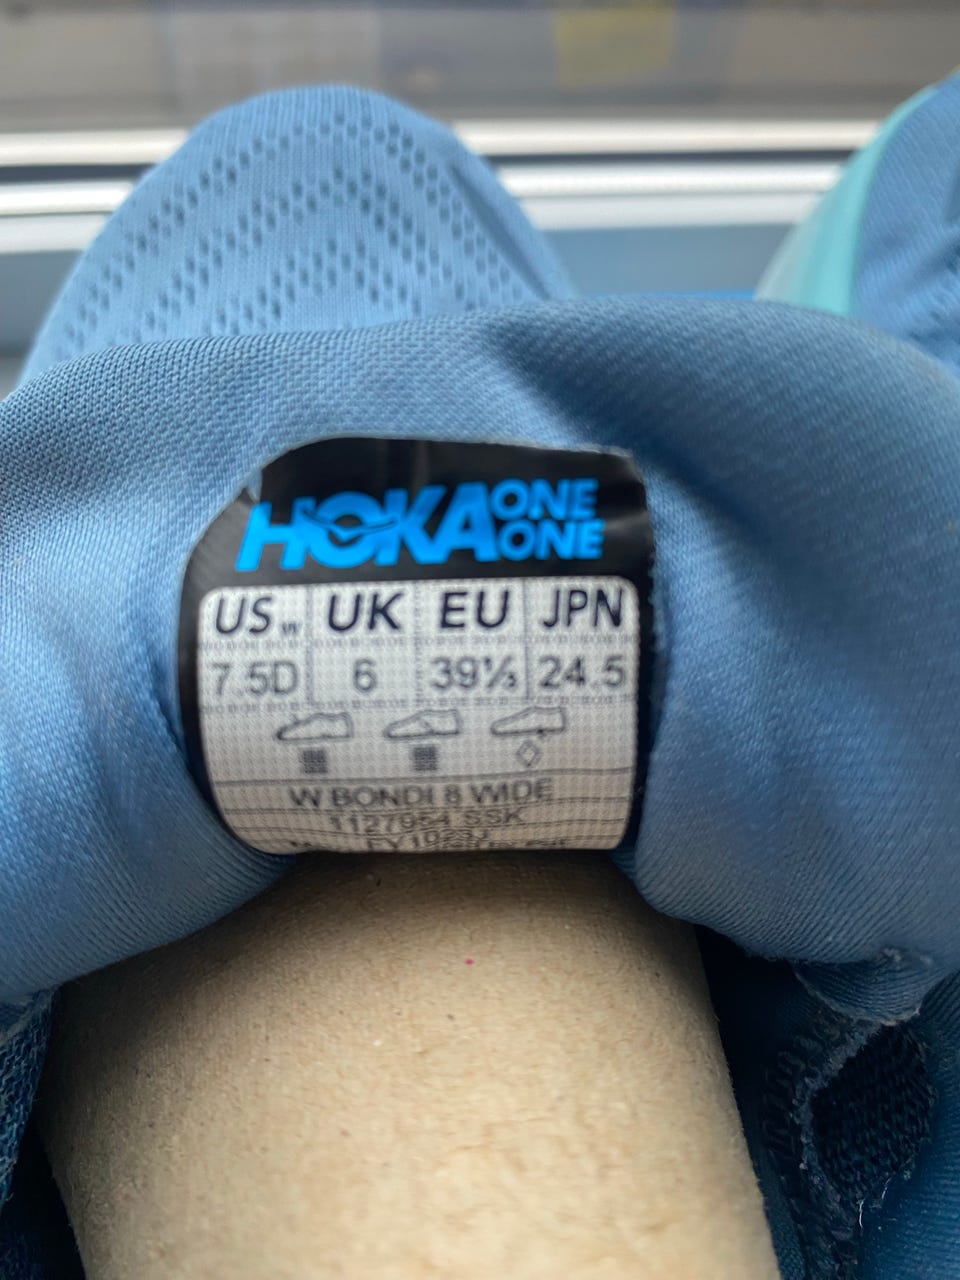 HOKA ONE ONE
US W UK EU JPN
7.5D 6 39⅓ 24.5
W BONDI 8 WIDE
1127954 SSK
FY1023J